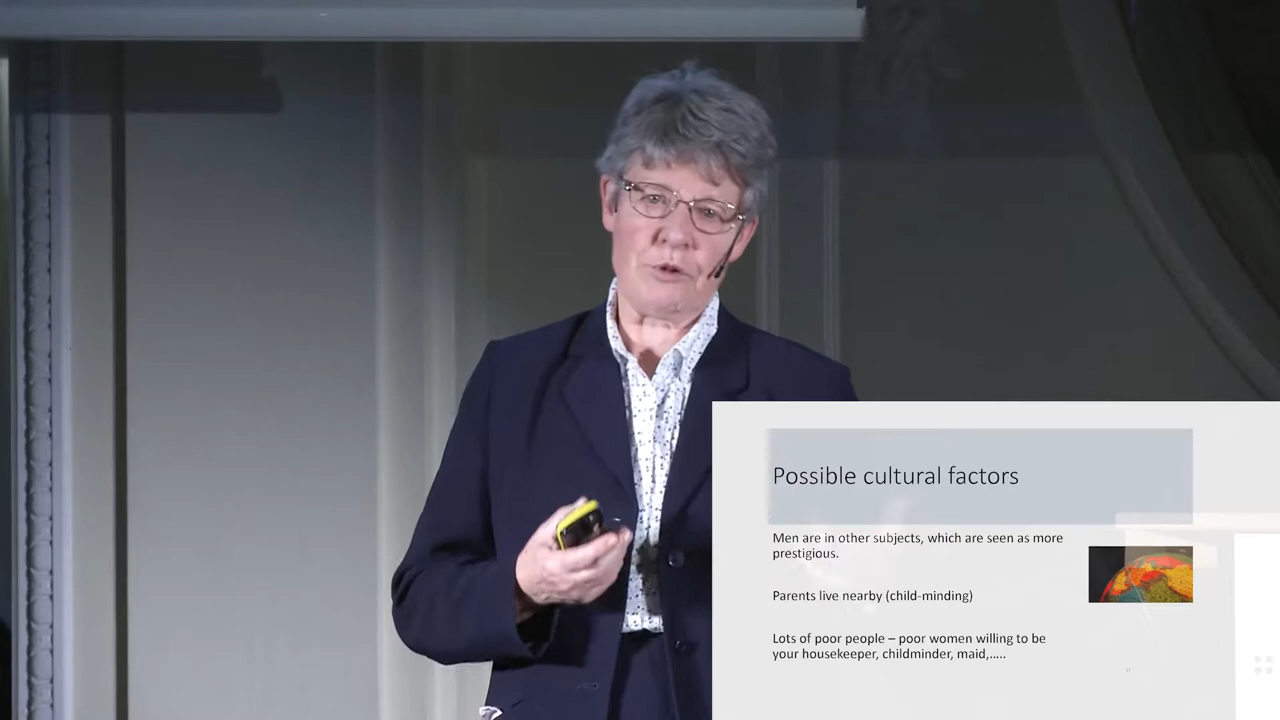 Possible cultural factors
Men are in other subjects, which are seen as more
prestigious.
Parents live nearby (child-minding)
Lots of poor people – poor women willing to be
your housekeeper, childminder, maid,.....